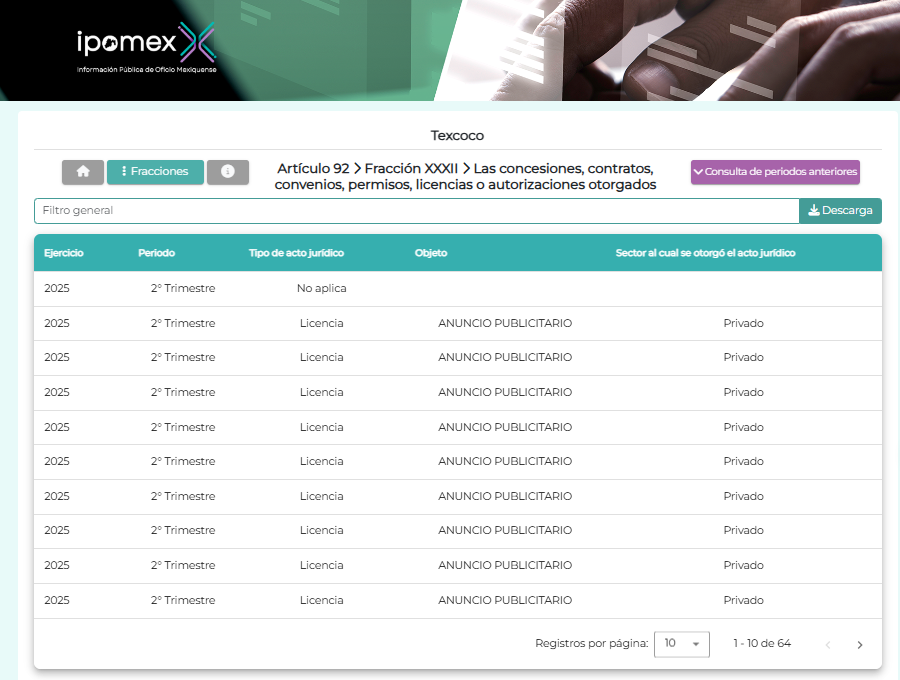 ipomex
Información Pública de Oficio Mexiquense
Texcoco
Fracciones
Artículo 92 > Fracción XXXII > Las concesiones, contratos,
convenios, permisos, licencias o autorizaciones otorgados
Consulta de periodos anteriores
Filtro general
Descarga
Ejercicio Periodo Tipo de acto jurídico Objeto Sector al cual se otorgó el acto jurídico
2025 2° Trimestre No aplica
2025 2° Trimestre Licencia ANUNCIO PUBLICITARIO Privado
2025 2° Trimestre Licencia ANUNCIO PUBLICITARIO Privado
2025 2° Trimestre Licencia ANUNCIO PUBLICITARIO Privado
2025 2° Trimestre Licencia ANUNCIO PUBLICITARIO Privado
2025 2° Trimestre Licencia ANUNCIO PUBLICITARIO Privado
2025 2° Trimestre Licencia ANUNCIO PUBLICITARIO Privado
2025 2° Trimestre Licencia ANUNCIO PUBLICITARIO Privado
2025 2° Trimestre Licencia ANUNCIO PUBLICITARIO Privado
2025 2° Trimestre Licencia ANUNCIO PUBLICITARIO Privado
Registros por página: 10 1 - 10 de 64